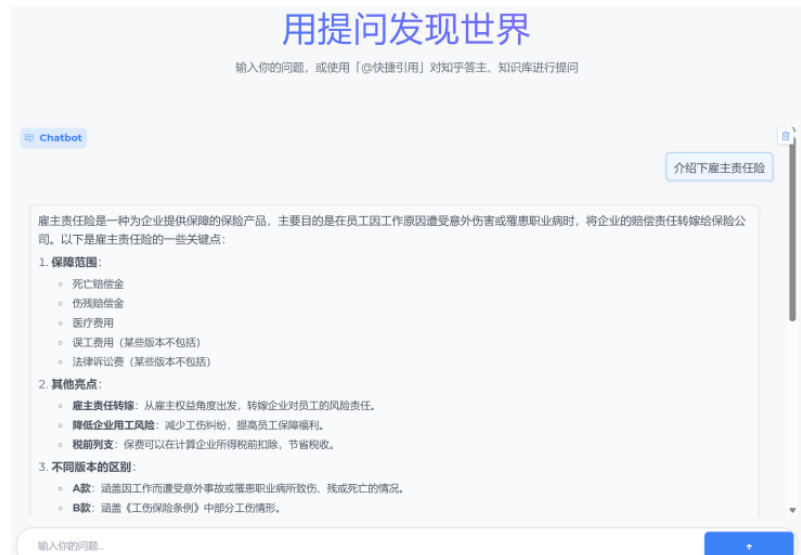 用提问发现世界
输入你的问题，或使用「@快捷引用」对知乎答主、知识库进行提问
Chatbot
介绍下雇主责任险
雇主责任险是一种为企业提供保障的保险产品，主要目的是在员工因工作原因遭受意外伤害或罹患职业病时，将企业的赔偿责任转嫁给保险公
司。以下是雇主责任险的一些关键点：
1. 保障范围：
◦ 死亡赔偿金
◦ 伤残赔偿金
◦ 医疗费用
◦ 误工费用（某些版本不包括）
◦ 法律诉讼费（某些版本不包括）
2. 其他亮点：
◦ 雇主责任转嫁：从雇主权益角度出发，转嫁企业对员工的风险责任。
◦ 降低企业用工风险：减少工伤纠纷，提高员工保障福利。
◦ 税前列支：保费可以在计算企业所得税前扣除，节省税收。
3. 不同版本的区别：
◦ A款：涵盖因工作而遭受意外事故或罹患职业病所致伤、残或死亡的情况。
◦ B款：涵盖《工伤保险条例》中部分工伤情形。
输入你的问题...